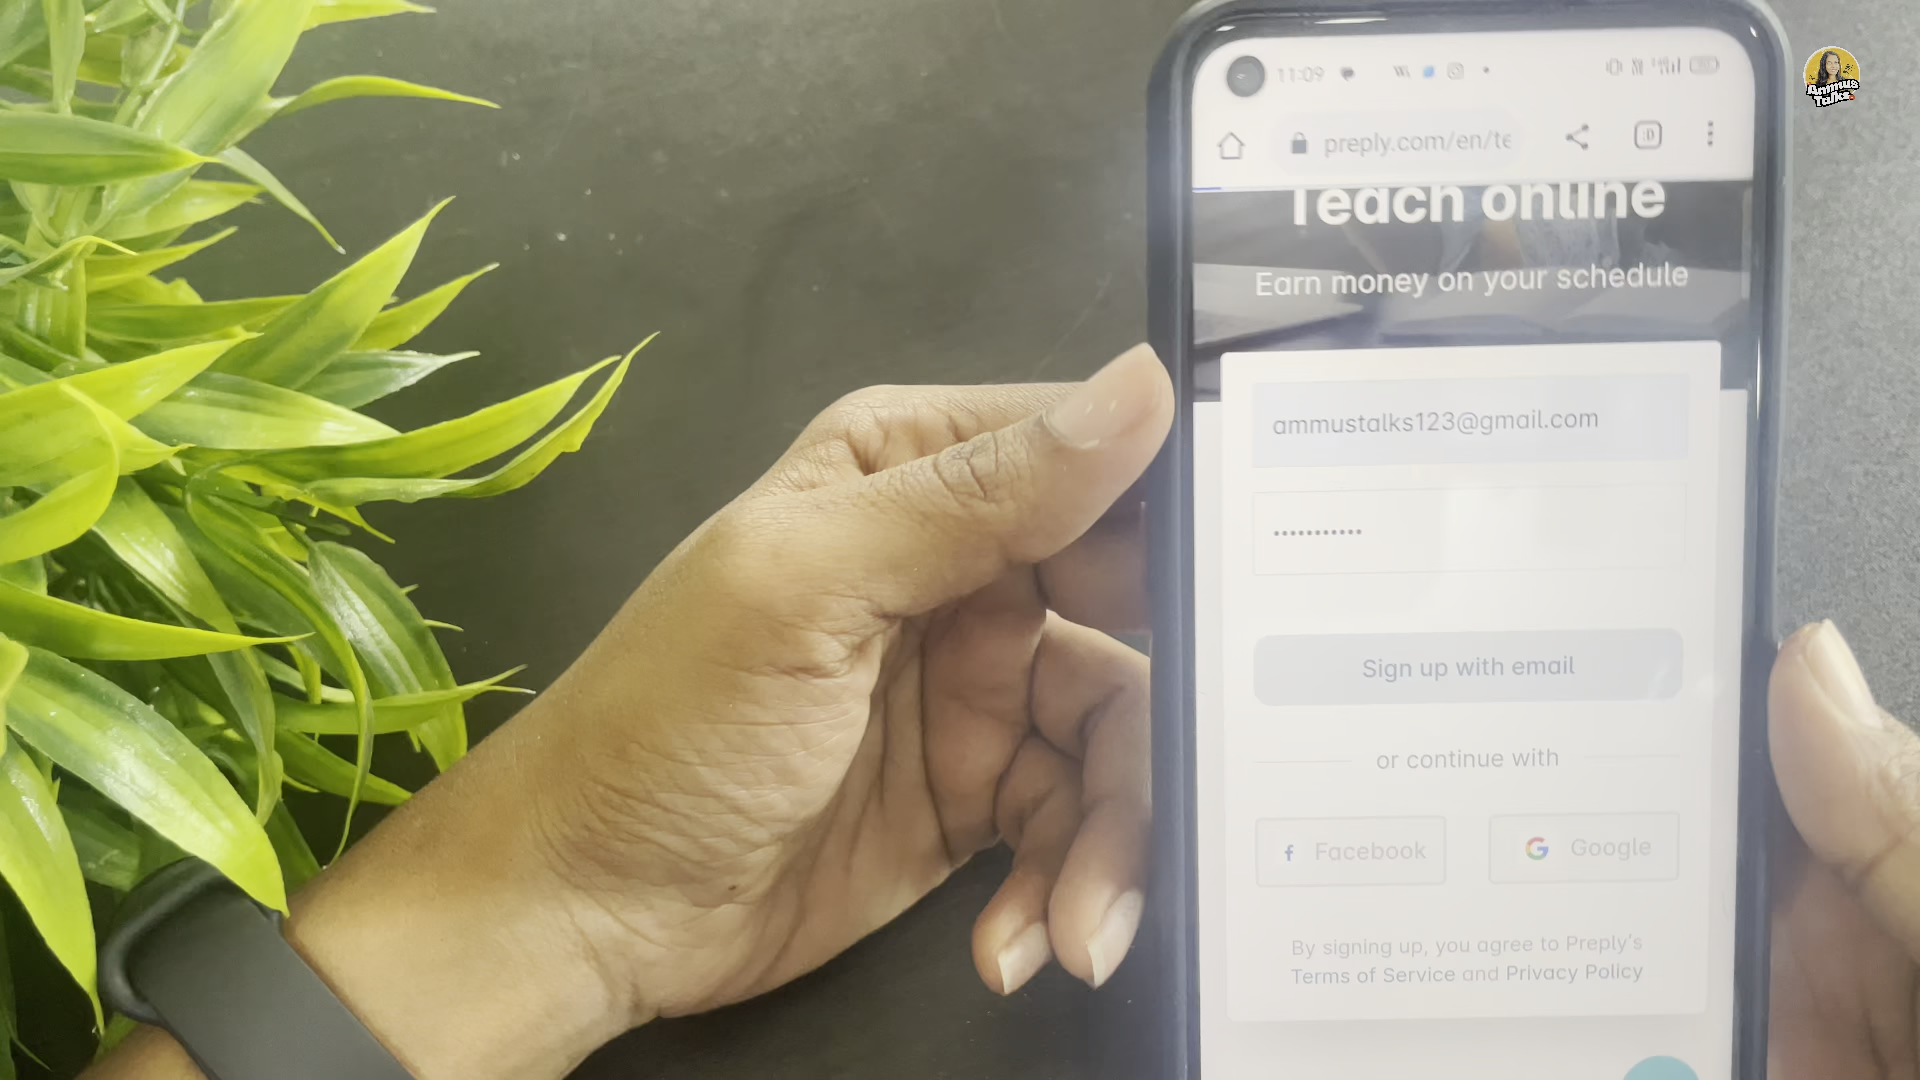 11:09
preply.com/en/te
Teach online
Earn money on your schedule
ammustalks123@gmail.com
•••••••••••
Sign up with email
or continue with
Facebook
Google
By signing up, you agree to Preply's
Terms of Service and Privacy Policy
Ammus
Talks